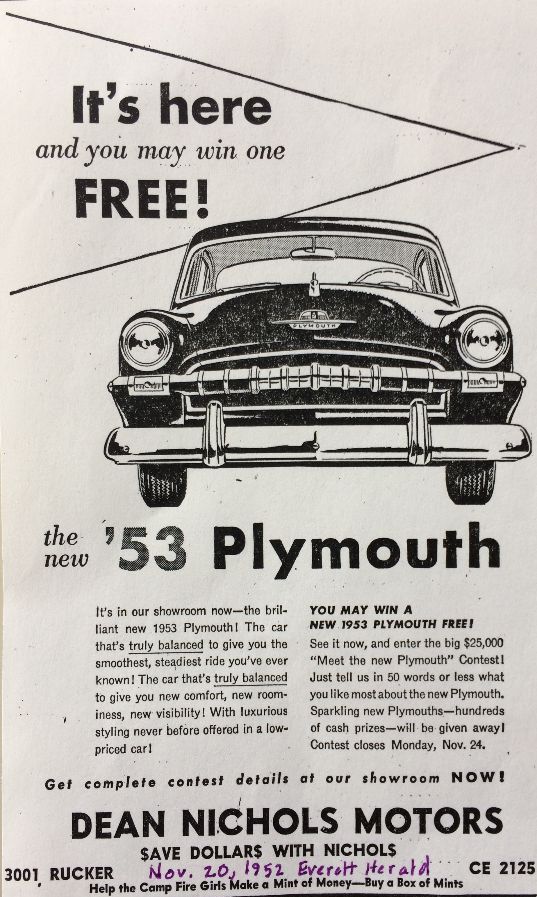 It's here
and you may win one
FREE!
PLYMOUTH
the new '53 Plymouth
It's in our showroom now—the bril-
liant new 1953 Plymouth! The car
that's truly balanced to give you the
smoothest, steadiest ride you've ever
known! The car that's truly balanced
to give you new comfort, new room-
iness, new visibility! With luxurious
styling never before offered in a low-
priced car!
YOU MAY WIN A
NEW 1953 PLYMOUTH FREE!
See it now, and enter the big $25,000
"Meet the new Plymouth" Contest!
Just tell us in 50 words or less what
you like most about the new Plymouth.
Sparkling new Plymouths—hundreds
of cash prizes—will be given away!
Contest closes Monday, Nov. 24.
Get complete contest details at our showroom NOW!
DEAN NICHOLS MOTORS
$AVE DOLLAR$ WITH NICHOL$
3001 RUCKER Nov. 20, 1952 Everett Herald CE 2125
Help the Camp Fire Girls Make a Mint of Money—Buy a Box of Mints